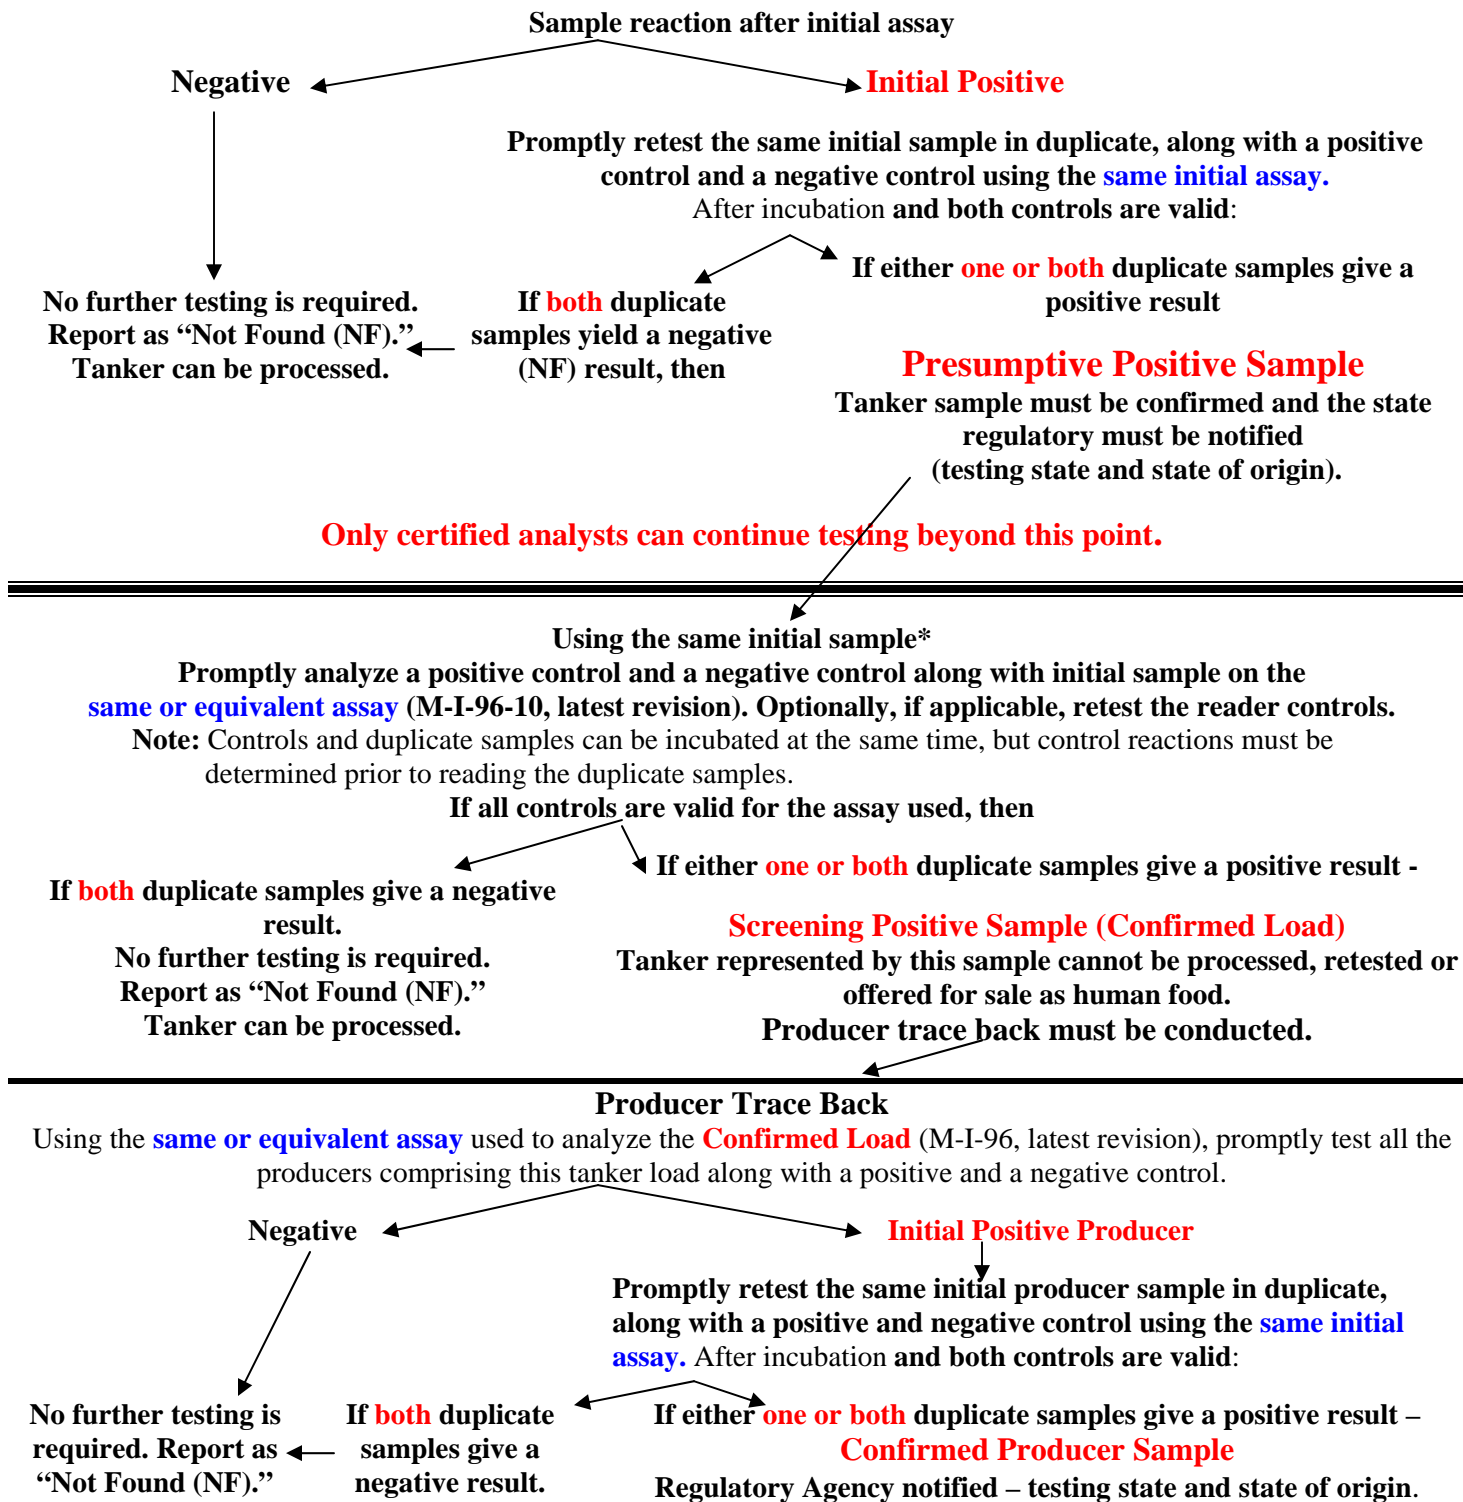 Sample reaction after initial assay
Negative
Initial Positive
Promptly retest the same initial sample in duplicate, along with a positive
control and a negative control using the same initial assay.
After incubation and both controls are valid:
If either one or both duplicate samples give a
positive result
No further testing is required.
Report as “Not Found (NF).”
Tanker can be processed.
If both duplicate
samples yield a negative
(NF) result, then
Presumptive Positive Sample
Tanker sample must be confirmed and the state
regulatory must be notified
(testing state and state of origin).
Only certified analysts can continue testing beyond this point.
Using the same initial sample*
Promptly analyze a positive control and a negative control along with initial sample on the
same or equivalent assay (M-I-96-10, latest revision). Optionally, if applicable, retest the reader controls.
Note: Controls and duplicate samples can be incubated at the same time, but control reactions must be
determined prior to reading the duplicate samples.
If all controls are valid for the assay used, then
If both duplicate samples give a negative
result.
No further testing is required.
Report as “Not Found (NF).”
Tanker can be processed.
If either one or both duplicate samples give a positive result -
Screening Positive Sample (Confirmed Load)
Tanker represented by this sample cannot be processed, retested or
offered for sale as human food.
Producer trace back must be conducted.
Producer Trace Back
Using the same or equivalent assay used to analyze the Confirmed Load (M-I-96, latest revision), promptly test all the
producers comprising this tanker load along with a positive and a negative control.
Negative
Initial Positive Producer
Promptly retest the same initial producer sample in duplicate,
along with a positive and negative control using the same initial
assay. After incubation and both controls are valid:
No further testing is
required. Report as
“Not Found (NF).”
If both duplicate
samples give a
negative result.
If either one or both duplicate samples give a positive result –
Confirmed Producer Sample
Regulatory Agency notified – testing state and state of origin.